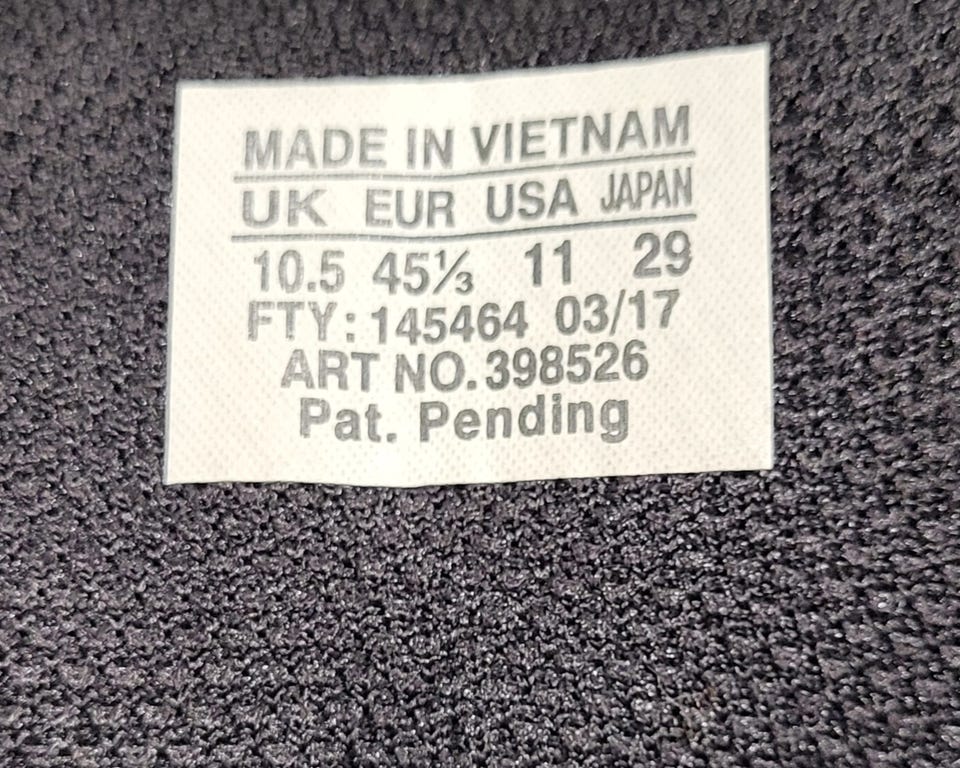 MADE IN VIETNAM
UK EUR USA JAPAN
10.5 45⅓ 11 29
FTY: 145464 03/17
ART NO. 398526
Pat. Pending